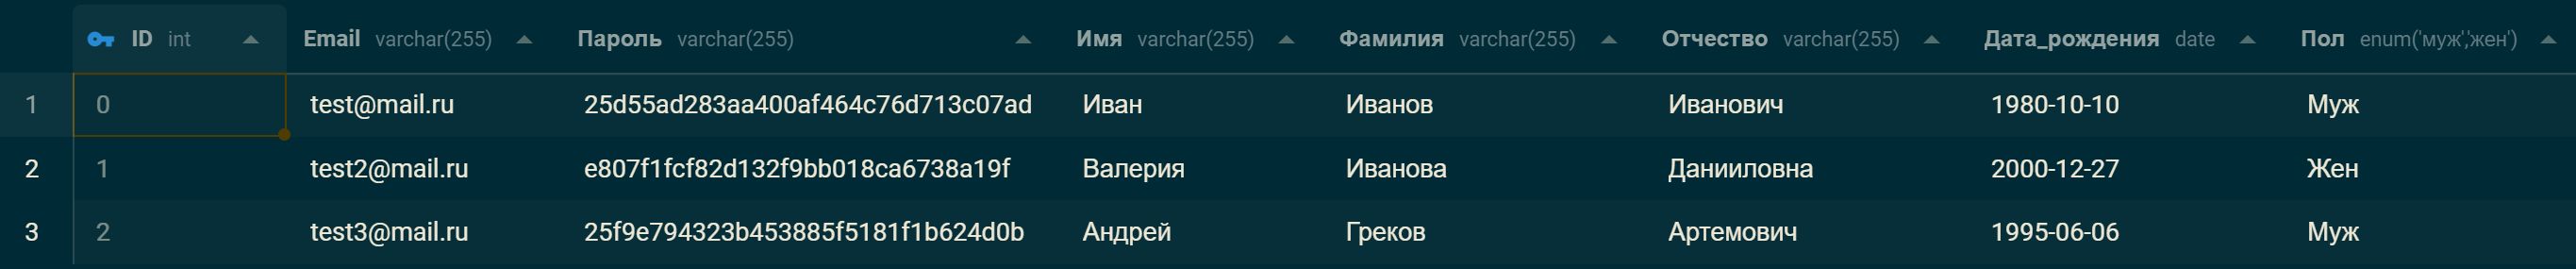 ID int Email varchar(255) Пароль varchar(255) Имя varchar(255) Фамилия varchar(255) Отчество varchar(255) Дата_рождения date Пол enum('муж','жен')
1 0 test@mail.ru 25d55ad283aa400af464c76d713c07ad Иван Иванов Иванович 1980-10-10 Муж
2 1 test2@mail.ru e807f1fcf82d132f9bb018ca6738a19f Валерия Иванова Данииловна 2000-12-27 Жен
3 2 test3@mail.ru 25f9e794323b453885f5181f1b624d0b Андрей Греков Артемович 1995-06-06 Муж